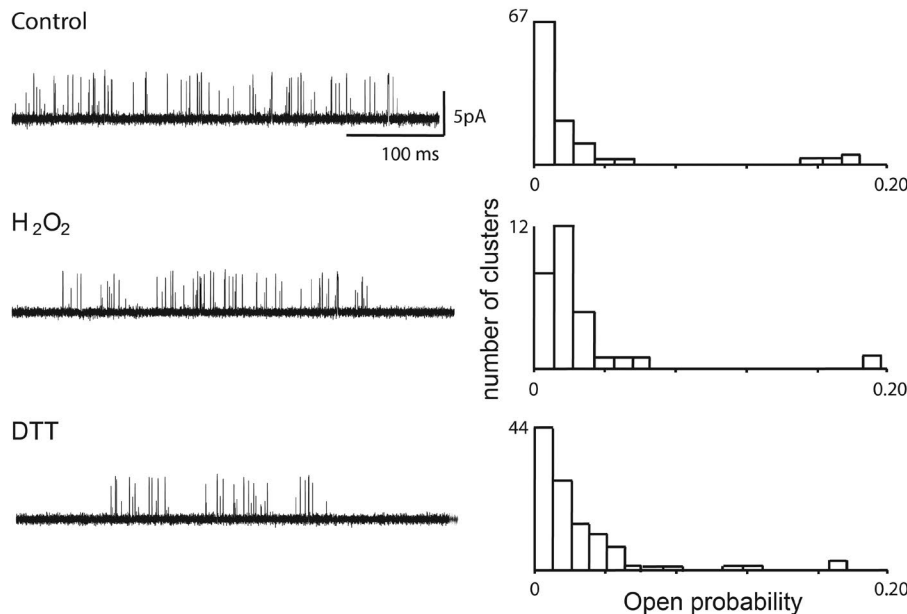 Control
67
5pA
100 ms
0
0.20
H2O2
12
0
0.20
number of clusters
DTT
44
0
0.20
Open probability